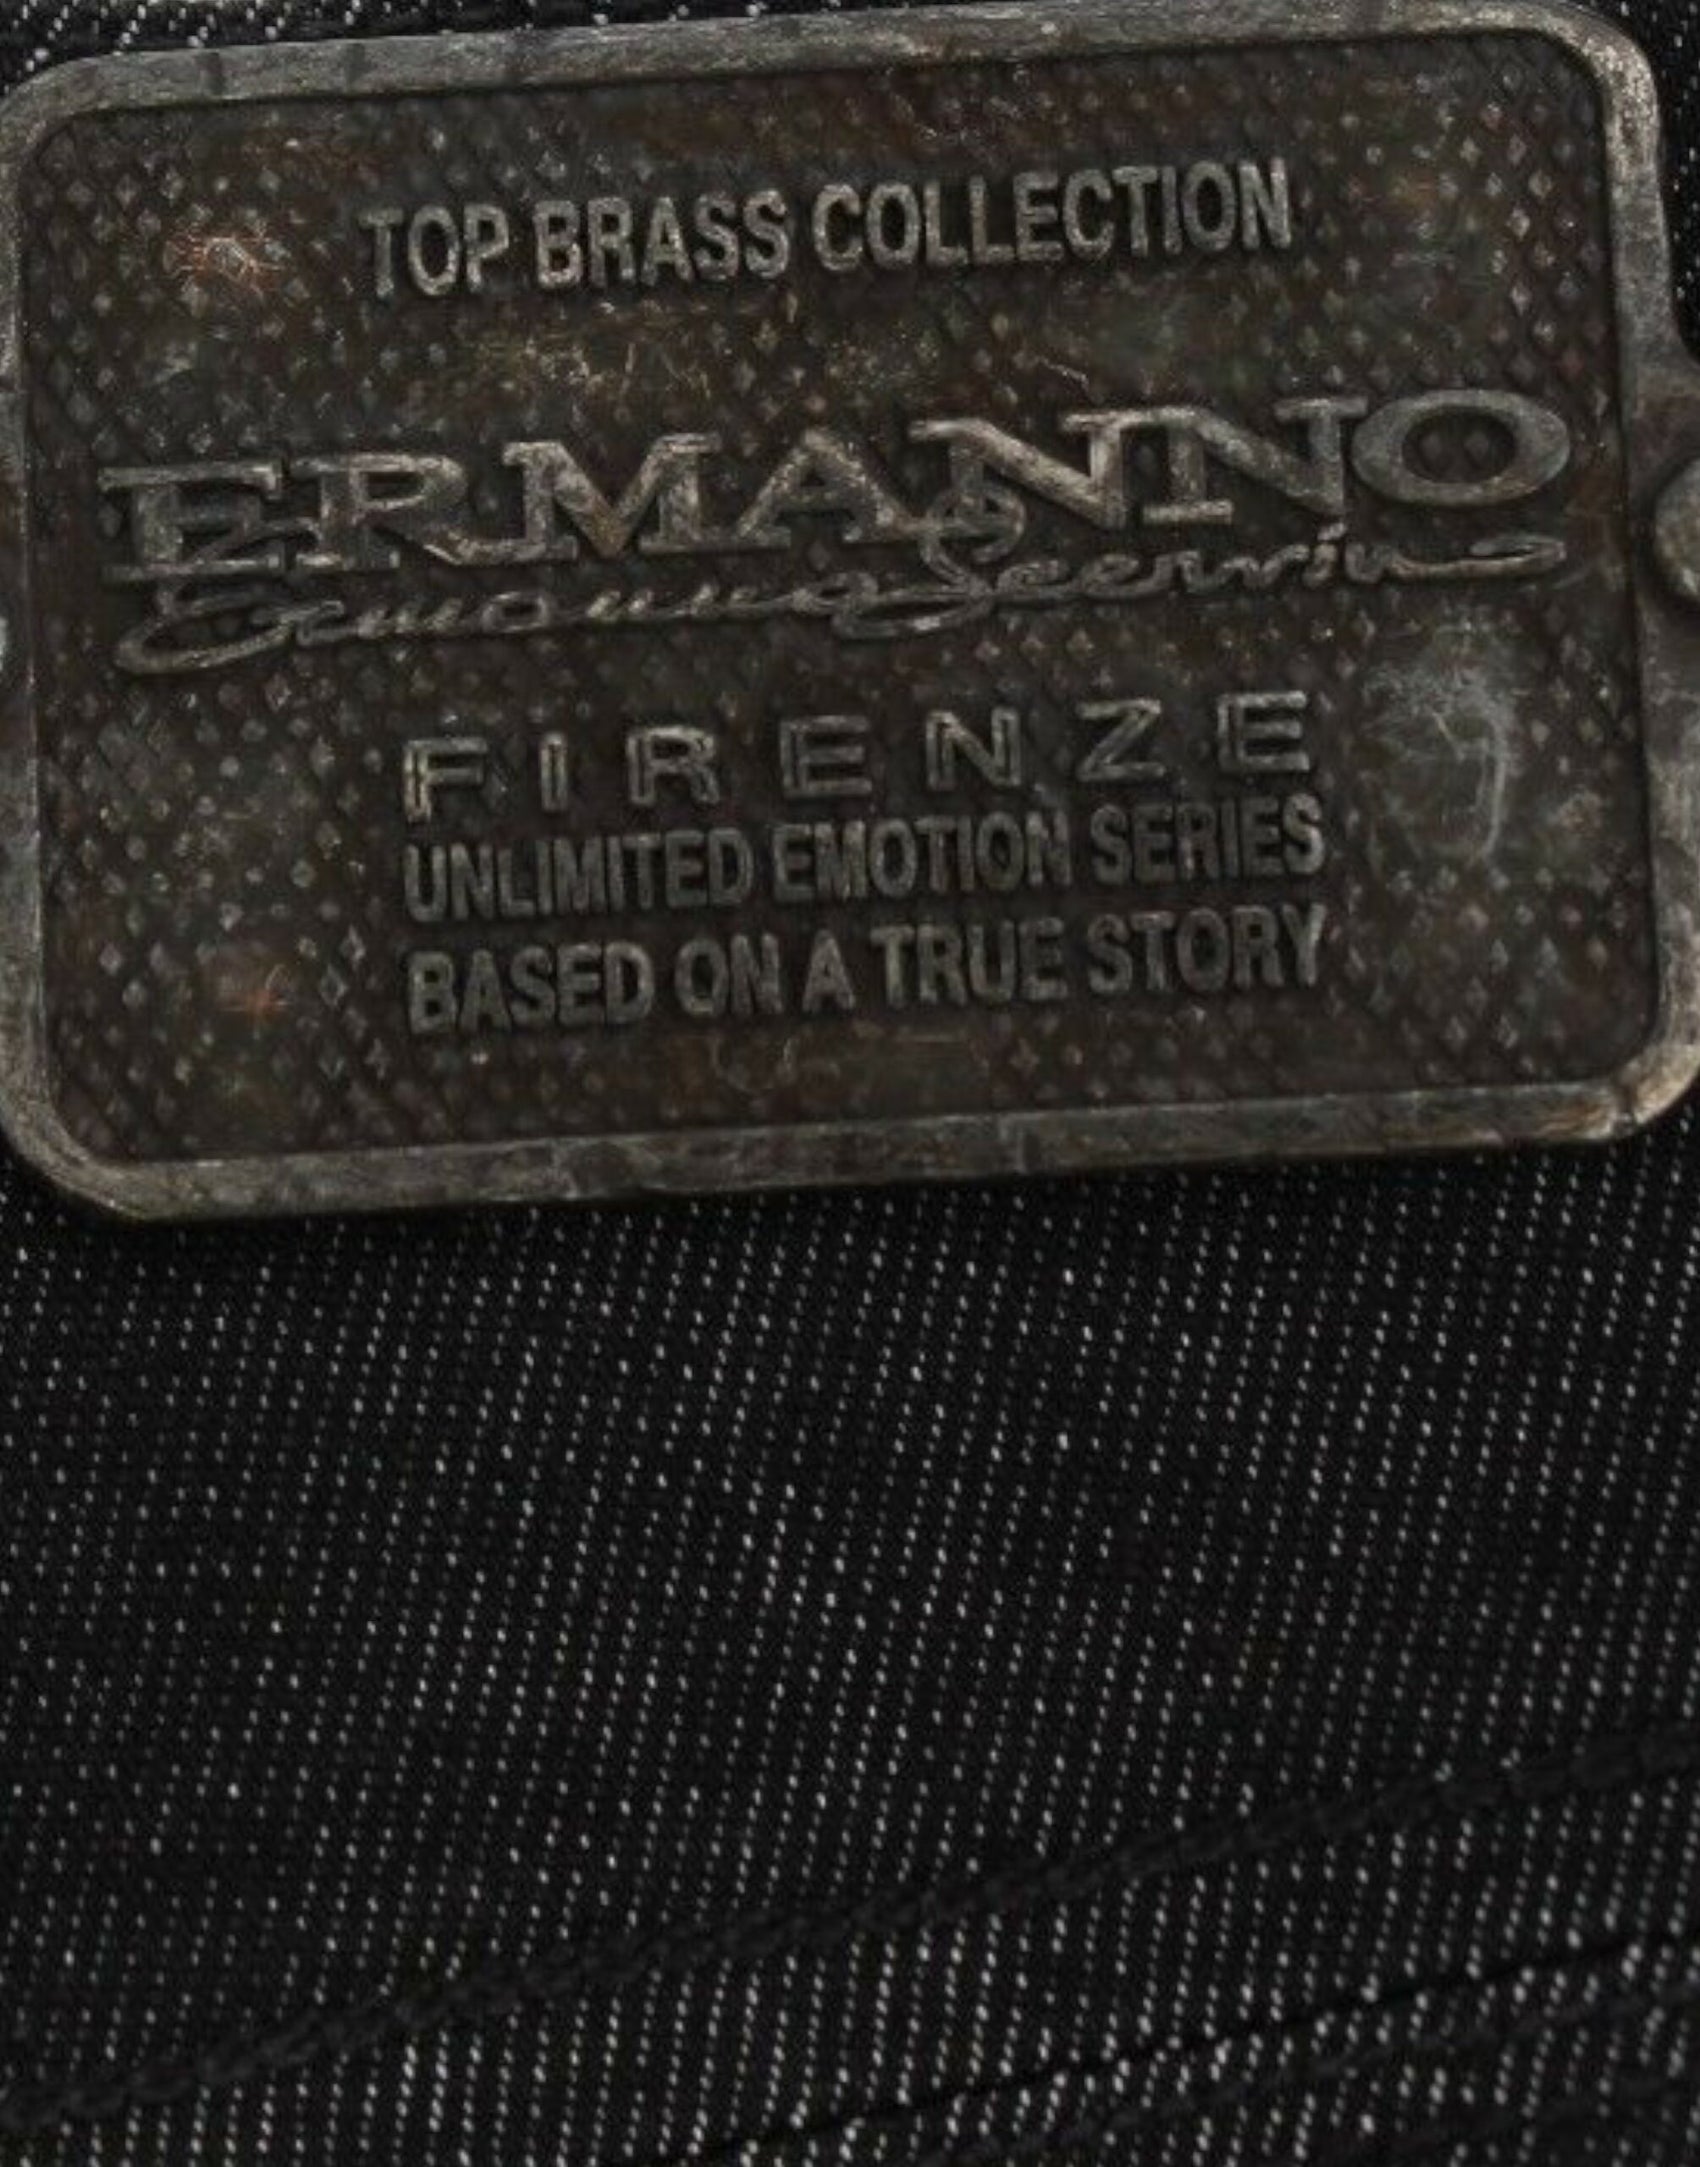 TOP BRASS COLLECTION
ERMANNO
Ermanno Scervino
FIRENZE
UNLIMITED EMOTION SERIES
BASED ON A TRUE STORY